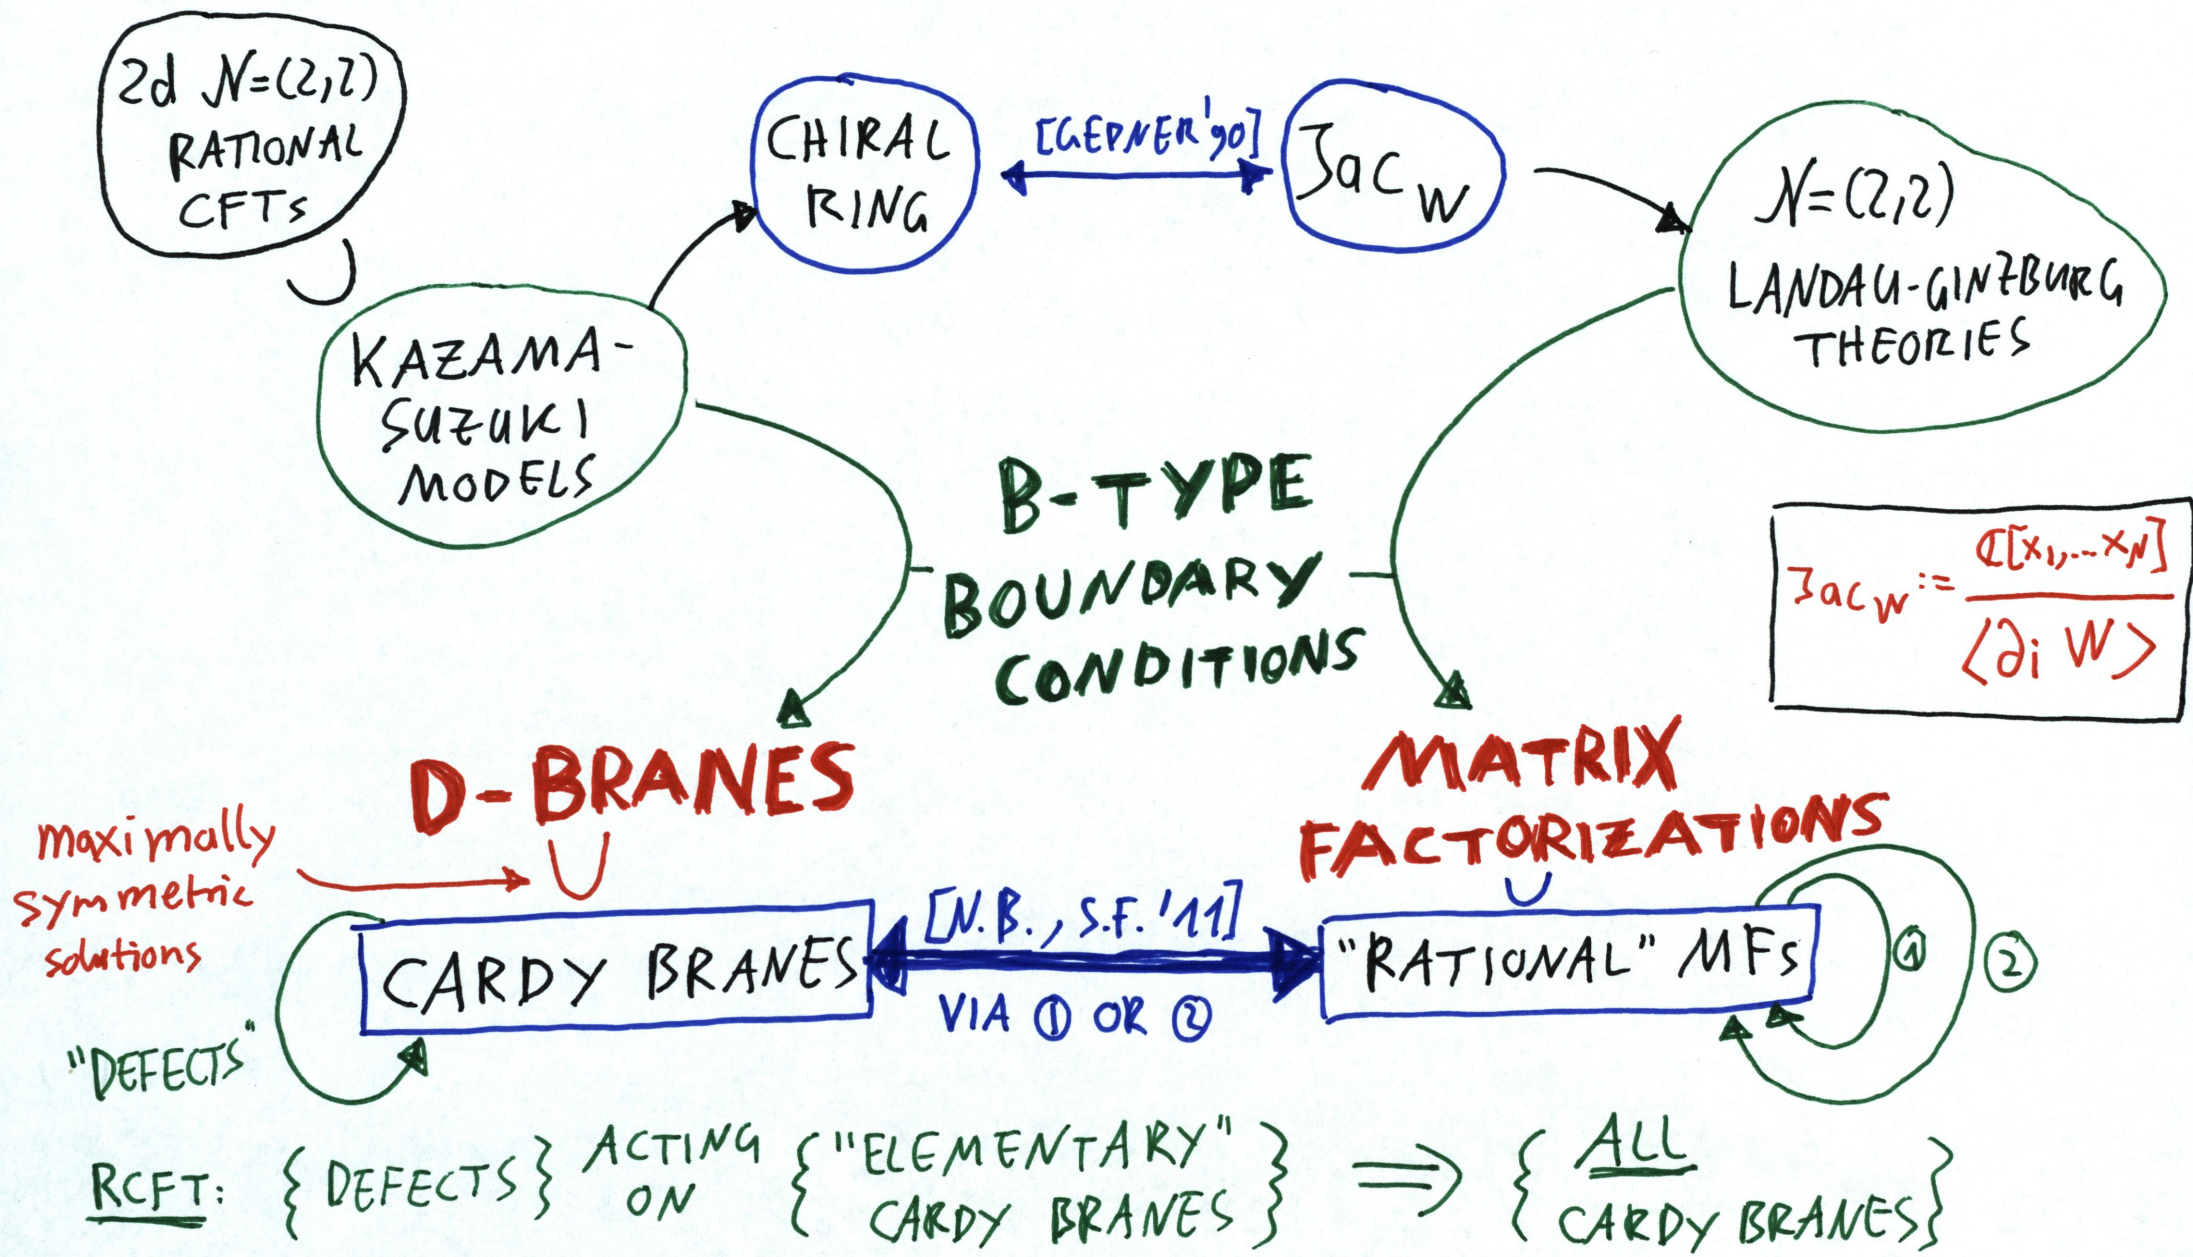 2d N=(2,2)
RATIONAL
CFTs
CHIRAL
RING
[GEPNER '90]
Jac_W
N=(2,2)
LANDAU-GINZBURG
THEORIES
KAZAMA-
SUZUKI
MODELS
B-TYPE
BOUNDARY
CONDITIONS
Jac_W := ℂ[x₁,...x_N]
⟨∂i W⟩
D-BRANES
MATRIX
FACTORIZATIONS
maximally
symmetric
solutions
[N.B., S.F. '11]
CARDY BRANES
"RATIONAL" MFs
① ②
VIA ① OR ②
"DEFECTS"
RCFT: { DEFECTS } ACTING ON { "ELEMENTARY" CARDY BRANES } ⟹ { ALL CARDY BRANES }